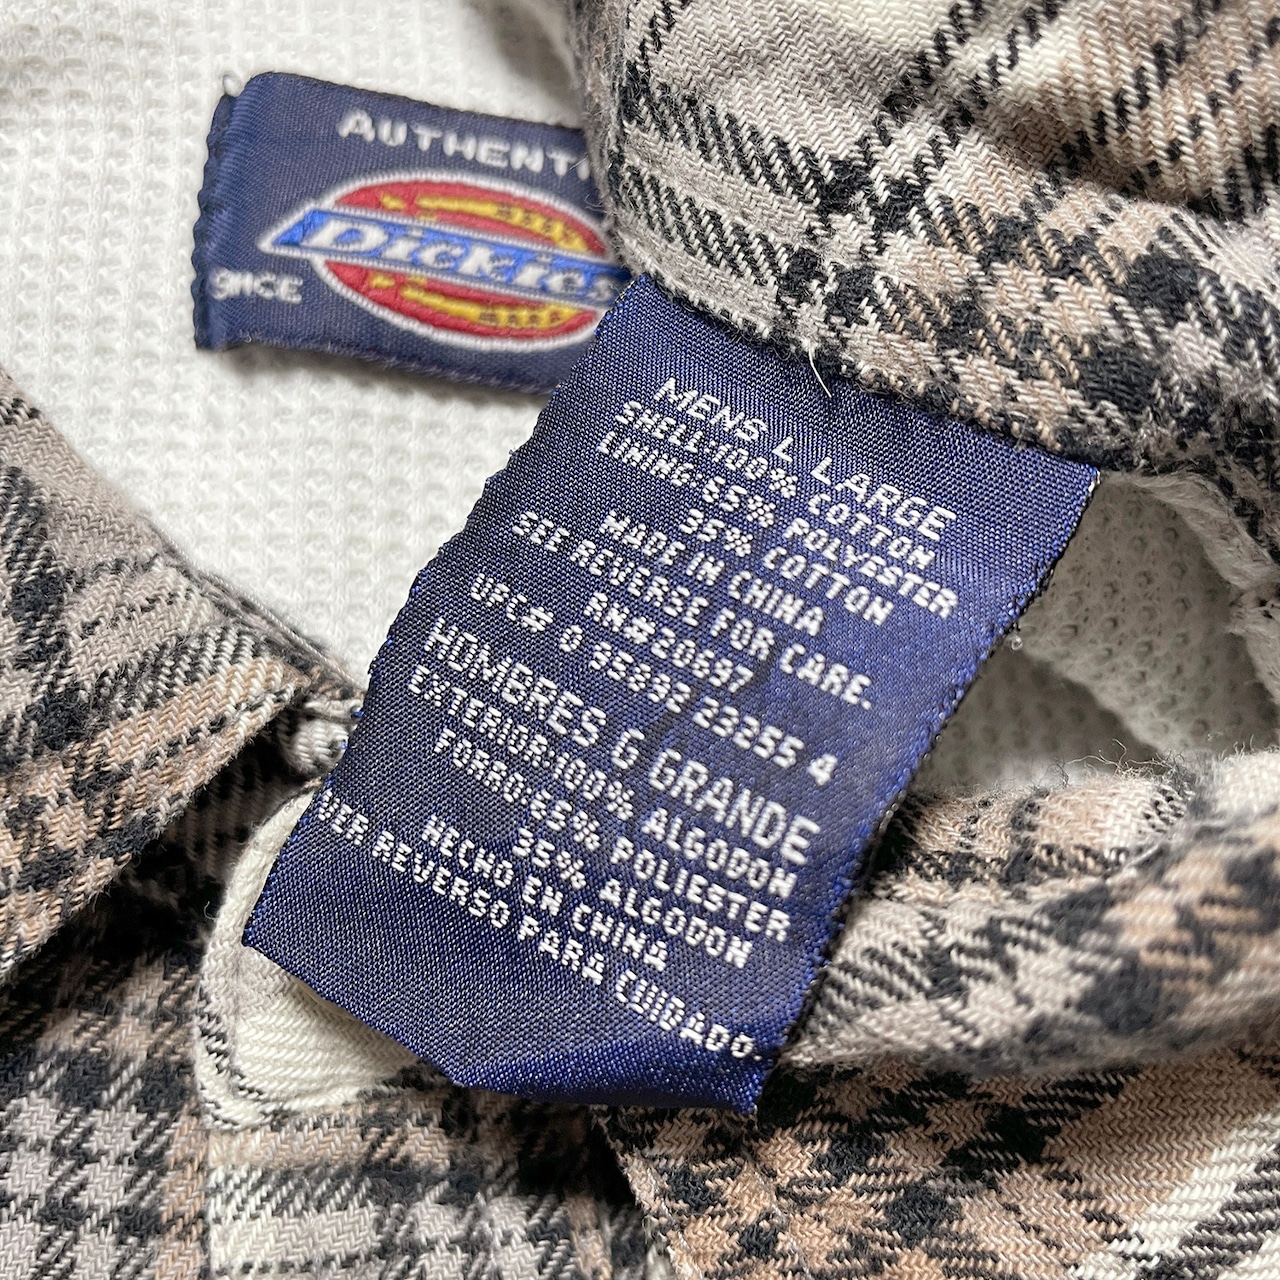 AUTHENTI
Dickies
SINCE
MENS L LARGE
SHELL:100% COTTON
LINING:65% POLYESTER
35% COTTON
MADE IN CHINA
SEE REVERSE FOR CARE.
RN#20697
UPC# 0 35892 23255 4
HOMBRES G GRANDE
EXTERIOR:100% ALGODON
FORRO:65% POLIESTER
35% ALGODON
HECHO EN CHINA
VER REVERSO PARA CUIDADO.